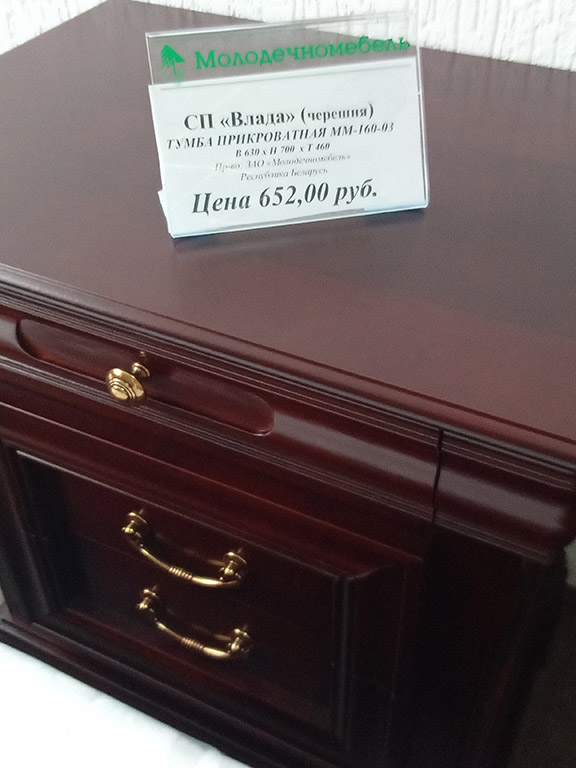 Молодечномебель
СП «Влада» (черешня)
ТУМБА ПРИКРОВАТНАЯ ММ-160-03
В 630 х Н 700 х Т 460
Пр-во: ЗАО «Молодечномебель»
Республика Беларусь
Цена 652,00 руб.